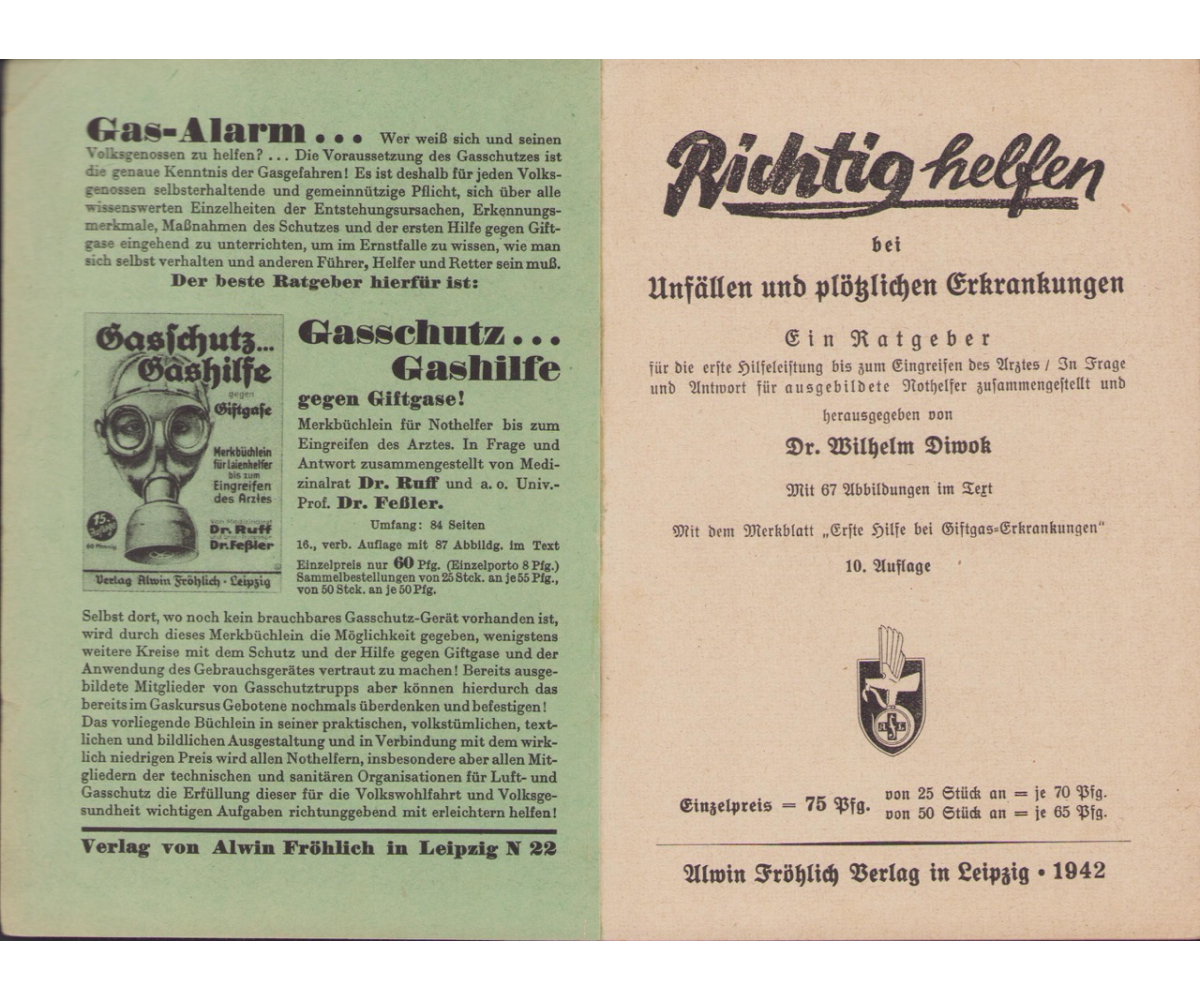 Gas-Alarm ... Wer weiß sich und seinen
Volksgenossen zu helfen? ... Die Voraussetzung des Gasschutzes ist
die genaue Kenntnis der Gasgefahren! Es ist deshalb für jeden Volks-
genossen selbsterhaltende und gemeinnützige Pflicht, sich über alle
wissenswerten Einzelheiten der Entstehungsursachen, Erkennungs-
merkmale, Maßnahmen des Schutzes und der ersten Hilfe gegen Gift-
gase eingehend zu unterrichten, um im Ernstfalle zu wissen, wie man
sich selbst verhalten und anderen Führer, Helfer und Retter sein muß.
Der beste Ratgeber hierfür ist:
Gasschutz...
Gashilfe
gegen
Giftgase
Merkbüchlein
für Laienhelfer
bis zum
Eingreifen
des Arztes
Von Medizinalrat
Dr. Ruff
Dr. Feßler
15.
Auflage
60 Pfennig
Verlag Alwin Fröhlich · Leipzig
Gasschutz...
Gashilfe
gegen Giftgase!
Merkbüchlein für Nothelfer bis zum
Eingreifen des Arztes. In Frage und
Antwort zusammengestellt von Medi-
zinalrat Dr. Ruff und a. o. Univ.-
Prof. Dr. Feßler.
Umfang: 84 Seiten
16., verb. Auflage mit 87 Abbildg. im Text
Einzelpreis nur 60 Pfg. (Einzelporto 8 Pfg.)
Sammelbestellungen von 25 Stck. an je 55 Pfg.,
von 50 Stck. an je 50 Pfg.
Selbst dort, wo noch kein brauchbares Gasschutz-Gerät vorhanden ist,
wird durch dieses Merkbüchlein die Möglichkeit gegeben, wenigstens
weitere Kreise mit dem Schutz und der Hilfe gegen Giftgase und der
Anwendung des Gebrauchsgerätes vertraut zu machen! Bereits ausge-
bildete Mitglieder von Gasschutztrupps aber können hierdurch das
bereits im Gaskursus Gebotene nochmals überdenken und befestigen!
Das vorliegende Büchlein in seiner praktischen, volkstümlichen, text-
lichen und bildlichen Ausgestaltung und in Verbindung mit dem wirk-
lich niedrigen Preis wird allen Nothelfern, insbesondere aber allen Mit-
gliedern der technischen und sanitären Organisationen für Luft- und
Gasschutz die Erfüllung dieser für die Volkswohlfahrt und Volksge-
sundheit wichtigen Aufgaben richtunggebend mit erleichtern helfen!
Verlag von Alwin Fröhlich in Leipzig N 22
Richtig helfen
bei
Unfällen und plötzlichen Erkrankungen
Ein Ratgeber
für die erste Hilfeleistung bis zum Eingreifen des Arztes / In Frage
und Antwort für ausgebildete Nothelfer zusammengestellt und
herausgegeben von
Dr. Wilhelm Diwok
Mit 67 Abbildungen im Text
Mit dem Merkblatt „Erste Hilfe bei Giftgas-Erkrankungen“
10. Auflage
ASL
Einzelpreis = 75 Pfg. von 25 Stück an = je 70 Pfg.
von 50 Stück an = je 65 Pfg.
Alwin Fröhlich Verlag in Leipzig • 1942